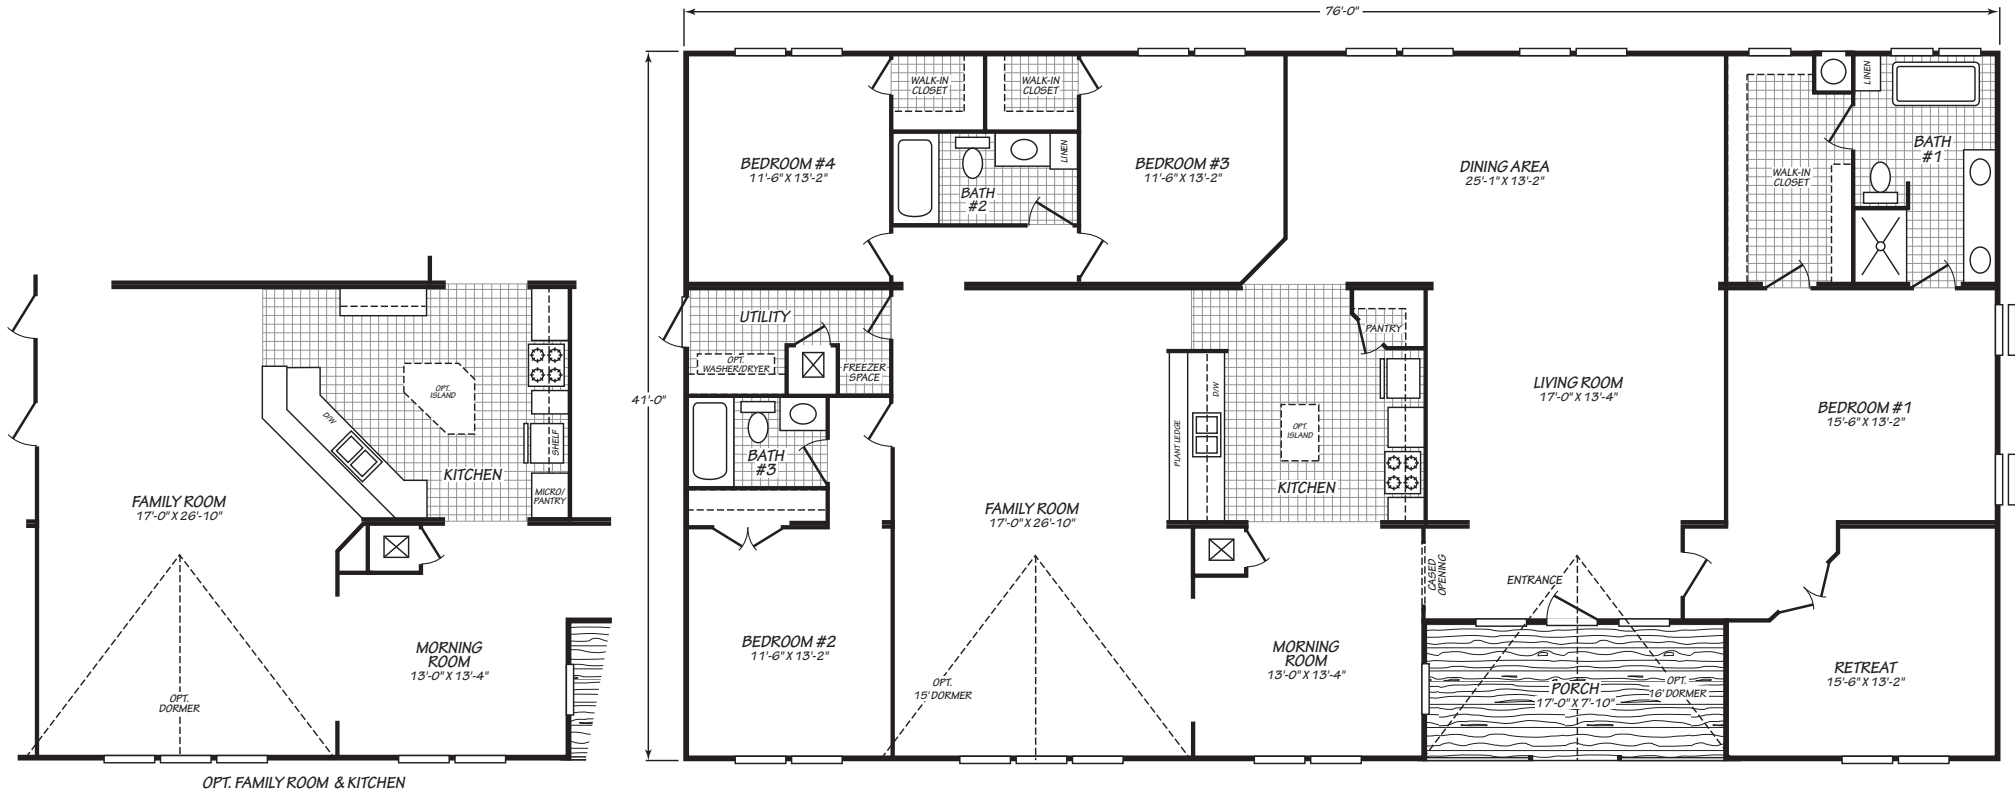 76'-0"
41'-0"
BEDROOM #4
11'-6" X 13'-2"
WALK-IN
CLOSET
WALK-IN
CLOSET
LINEN
BATH
#2
BEDROOM #3
11'-6" X 13'-2"
DINING AREA
25'-1" X 13'-2"
WALK-IN
CLOSET
LINEN
BATH
#1
UTILITY
OPT.
WASHER/DRYER
FREEZER
SPACE
BATH
#3
FAMILY ROOM
17'-0" X 26'-10"
PLANT LEDGE
D/W
OPT.
ISLAND
PANTRY
KITCHEN
LIVING ROOM
17'-0" X 13'-4"
BEDROOM #1
15'-6" X 13'-2"
BEDROOM #2
11'-6" X 13'-2"
OPT.
15' DORMER
MORNING
ROOM
13'-0" X 13'-4"
CASED
OPENING
ENTRANCE
PORCH
17'-0" X 7'-10"
OPT.
16' DORMER
RETREAT
15'-6" X 13'-2"
OPT.
ISLAND
D/W
SHELF
KITCHEN
MICRO/
PANTRY
FAMILY ROOM
17'-0" X 26'-10"
MORNING
ROOM
13'-0" X 13'-4"
OPT.
DORMER
OPT. FAMILY ROOM & KITCHEN